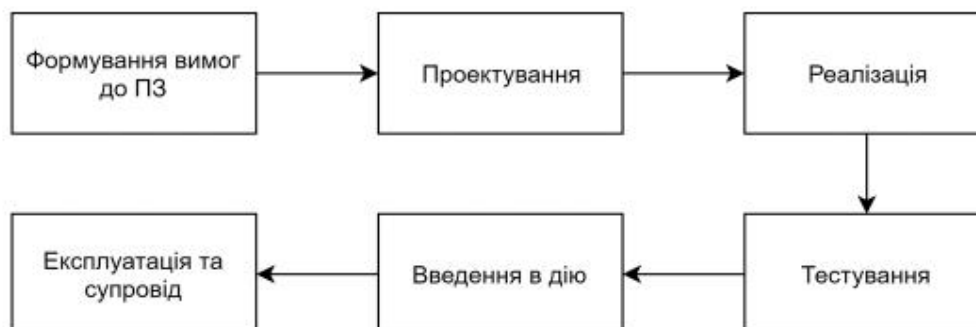 Формування вимог
до ПЗ
Проектування
Реалізація
Тестування
Введення в дію
Експлуатація та
супровід